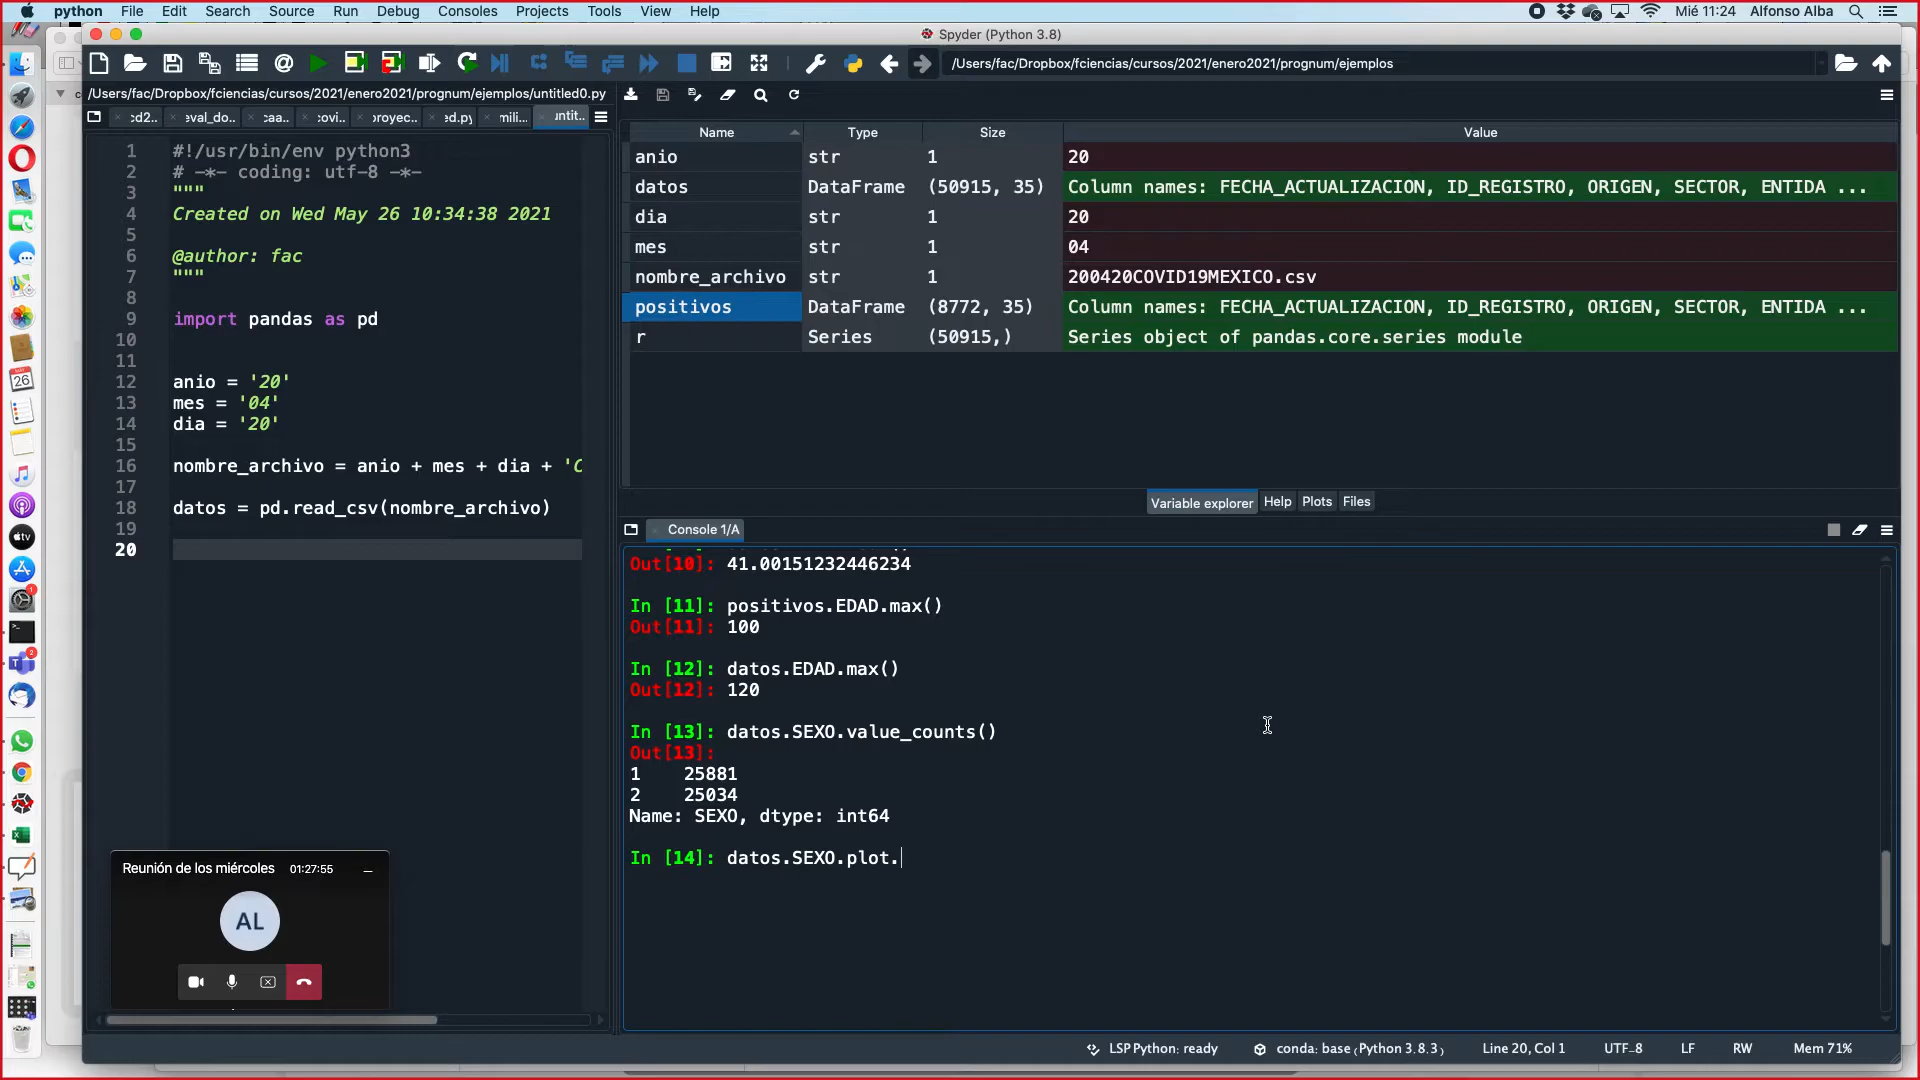 python File Edit Search Source Run Debug Consoles Projects Tools View Help
Mié 11:24 Alfonso Alba
Spyder (Python 3.8)
/Users/fac/Dropbox/fciencias/cursos/2021/enero2021/prognum/ejemplos
/Users/fac/Dropbox/fciencias/cursos/2021/enero2021/prognum/ejemplos/untitled0.py
:d2.. eval_do.. caa.. covi.. proyec.. ed.py mili.. intit..
1 #!/usr/bin/env python3
2 # -*- coding: utf-8 -*-
3 """
4 Created on Wed May 26 10:34:38 2021
5
6 @author: fac
7 """
8
9 import pandas as pd
10
11
12 anio = '20'
13 mes = '04'
14 dia = '20'
15
16 nombre_archivo = anio + mes + dia + 'C
17
18 datos = pd.read_csv(nombre_archivo)
19
20
Name Type Size Value
anio str 1 20
datos DataFrame (50915, 35) Column names: FECHA_ACTUALIZACION, ID_REGISTRO, ORIGEN, SECTOR, ENTIDA ...
dia str 1 20
mes str 1 04
nombre_archivo str 1 200420COVID19MEXICO.csv
positivos DataFrame (8772, 35) Column names: FECHA_ACTUALIZACION, ID_REGISTRO, ORIGEN, SECTOR, ENTIDA ...
r Series (50915,) Series object of pandas.core.series module
Variable explorer Help Plots Files
Console 1/A
Out[10]: 41.00151232446234
In [11]: positivos.EDAD.max()
Out[11]: 100
In [12]: datos.EDAD.max()
Out[12]: 120
In [13]: datos.SEXO.value_counts()
Out[13]:
1 25881
2 25034
Name: SEXO, dtype: int64
In [14]: datos.SEXO.plot.
Reunión de los miércoles 01:27:55
AL
LSP Python: ready conda: base (Python 3.8.3) Line 20, Col 1 UTF-8 LF RW Mem 71%